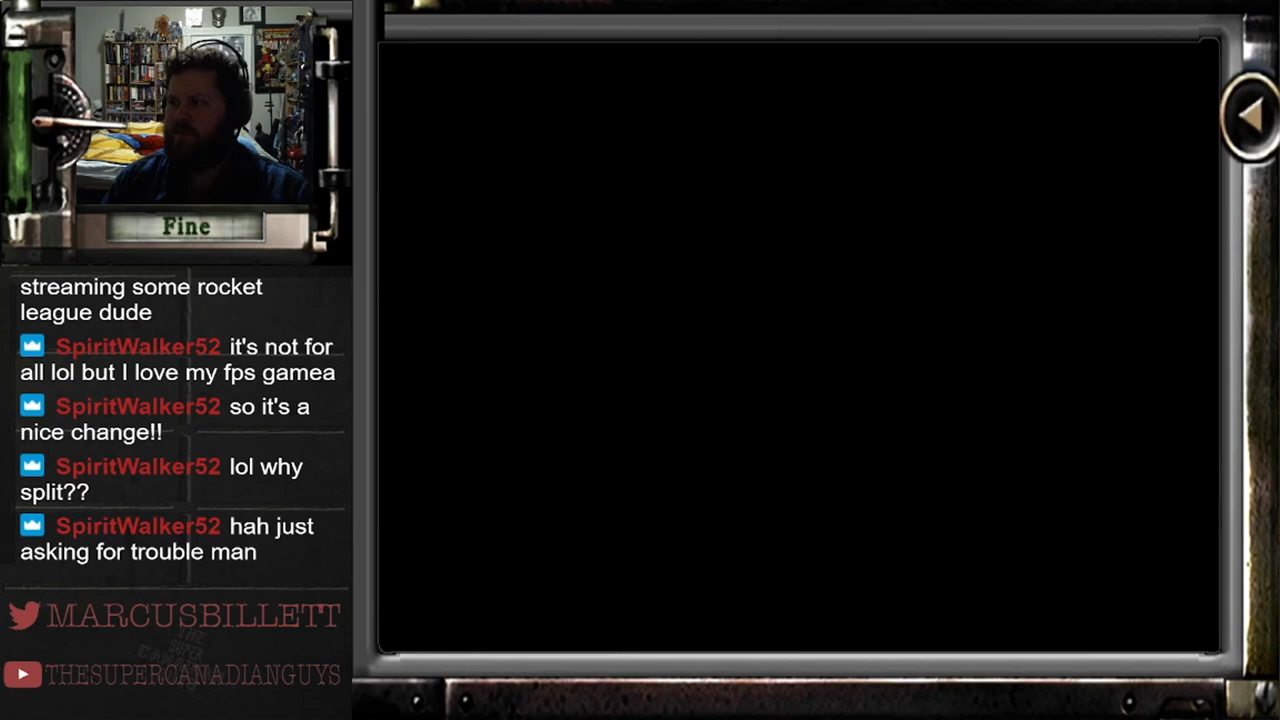 Fine
streaming some rocket
league dude
SpiritWalker52 it's not for
all lol but I love my fps gamea
SpiritWalker52 so it's a
nice change!!
SpiritWalker52 lol why
split??
SpiritWalker52 hah just
asking for trouble man
MARCUSBILLETT
THESUPERCANADIANGUYS